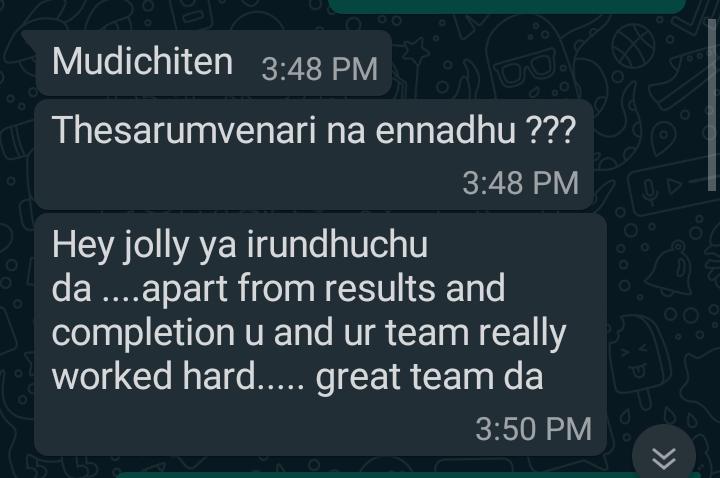 Mudichiten 3:48 PM
Thesarumvenari na ennadhu ???
3:48 PM
Hey jolly ya irundhuchu
da ....apart from results and
completion u and ur team really
worked hard..... great team da
3:50 PM